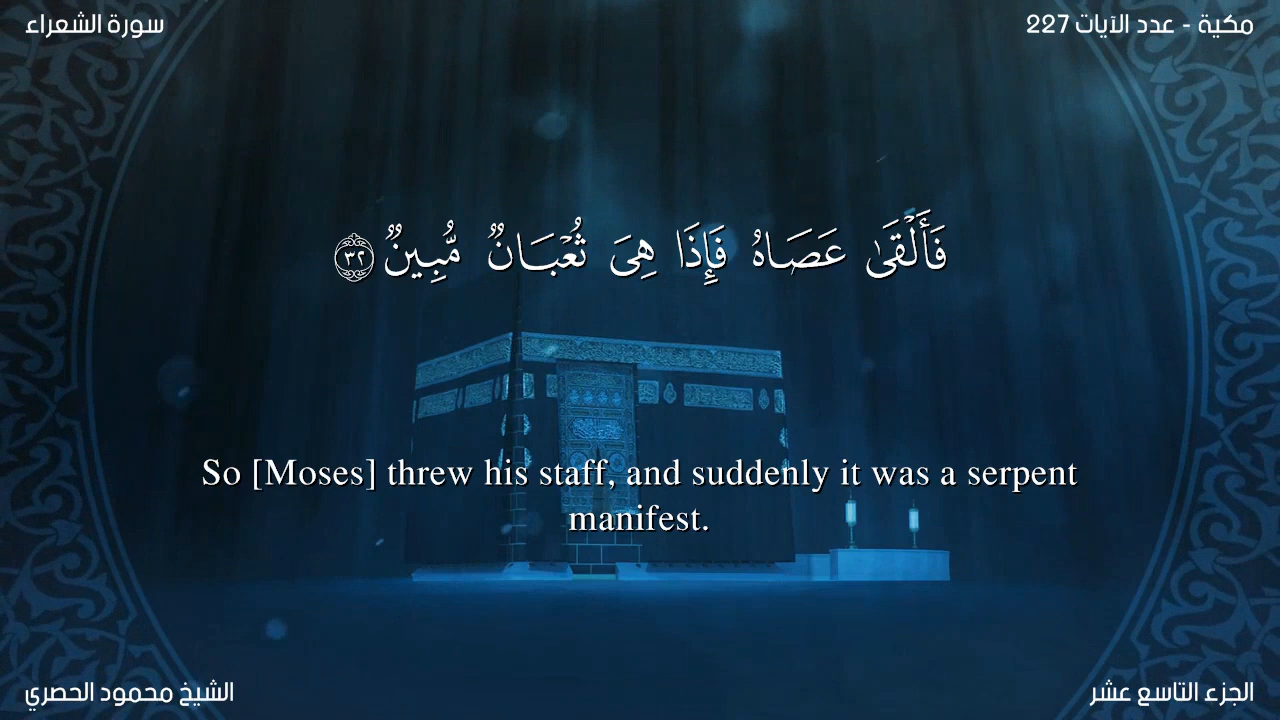 سورة الشعراء
مكية - عدد الآيات 227
فَأَلْقَىٰ عَصَاهُ فَإِذَا هِىَ ثُعْبَانٌ مُّبِينٌ ٣٢
So [Moses] threw his staff, and suddenly it was a serpent
manifest.
الشيخ محمود الحصري
الجزء التاسع عشر